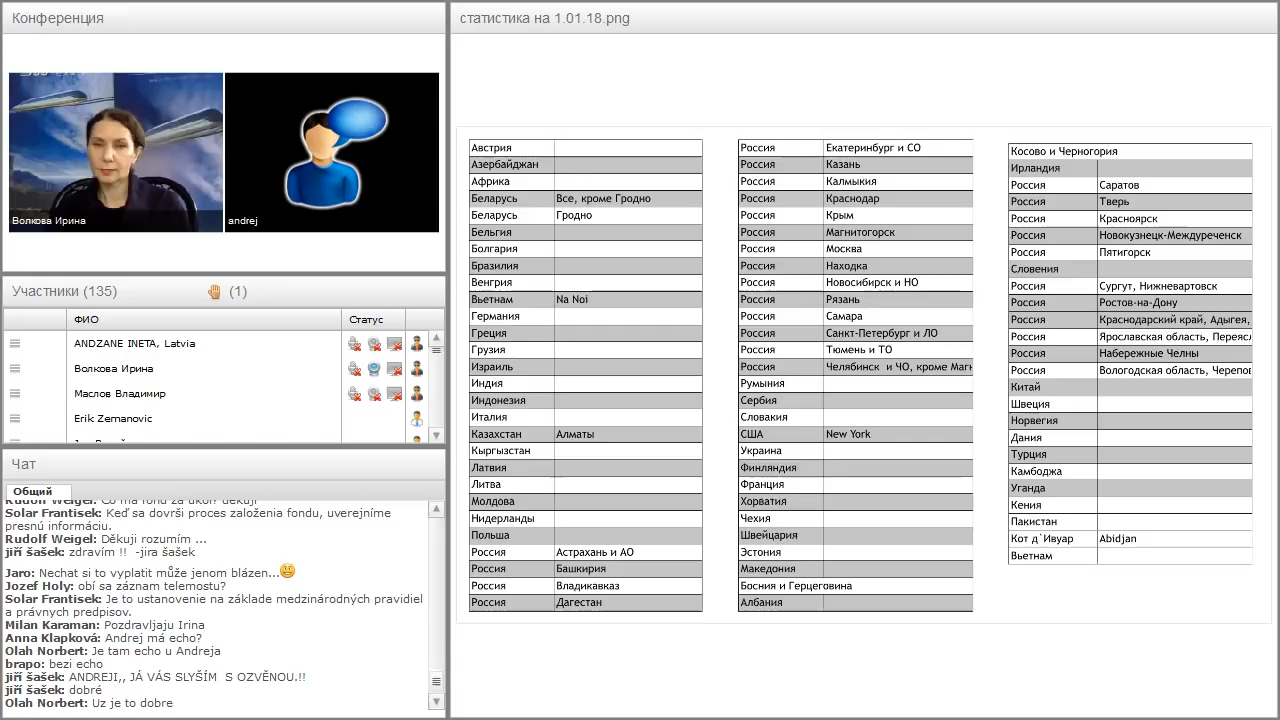 Конференция
Волкова Ирина
andrej
Участники (135)
(1)
ФИО
Статус
ANDZANE INETA, Latvia
Волкова Ирина
Маслов Владимир
Erik Zemanovic
Чат
Общий
Rudolf Weigel:
Solar Frantisek: Keď sa dovrši proces založenia fondu, uverejníme
presnú informáciu.
Rudolf Weigel: Děkuji rozumím ...
jiří šašek: zdravím !! -jira šašek
Jaro: Nechat si to vyplatit může jenom blázen...
Jozef Holy: obí sa záznam telemostu?
Solar Frantisek: Je to ustanovenie na základe medzinárodných pravidiel
a právnych predpisov.
Milan Karaman: Pozdravljaju Irina
Anna Klapková: Andrej má echo?
Olah Norbert: Je tam echo u Andreja
brapo: bezi echo
jiří šašek: ANDREJI,, JÁ VÁS SLYŠÍM S OZVĚNOU.!!
jiří šašek: dobré
Olah Norbert: Uz je to dobre
статистика на 1.01.18.png
Австрия
Азербайджан
Африка
Беларусь Все, кроме Гродно
Беларусь Гродно
Бельгия
Болгария
Бразилия
Венгрия
Вьетнам Na Noi
Германия
Греция
Грузия
Израиль
Индия
Индонезия
Италия
Казахстан Алматы
Кыргызстан
Латвия
Литва
Молдова
Нидерланды
Польша
Россия Астрахань и АО
Россия Башкирия
Россия Владикавказ
Россия Дагестан
Россия Екатеринбург и СО
Россия Казань
Россия Калмыкия
Россия Краснодар
Россия Крым
Россия Магнитогорск
Россия Москва
Россия Находка
Россия Новосибирск и НО
Россия Рязань
Россия Самара
Россия Санкт-Петербург и ЛО
Россия Тюмень и ТО
Россия Челябинск и ЧО, кроме Маг
Румыния
Сербия
Словакия
США New York
Украина
Финляндия
Франция
Хорватия
Чехия
Швейцария
Эстония
Македония
Босния и Герцеговина
Албания
Косово и Черногория
Ирландия
Россия Саратов
Россия Тверь
Россия Красноярск
Россия Новокузнецк-Междуреченск
Россия Пятигорск
Словения
Россия Сургут, Нижневартовск
Россия Ростов-на-Дону
Россия Краснодарский край, Адыгея,
Россия Ярославская область, Переясл
Россия Набережные Челны
Россия Вологодская область, Черепов
Китай
Швеция
Норвегия
Дания
Турция
Камбоджа
Уганда
Кения
Пакистан
Кот д`Ивуар Abidjan
Вьетнам